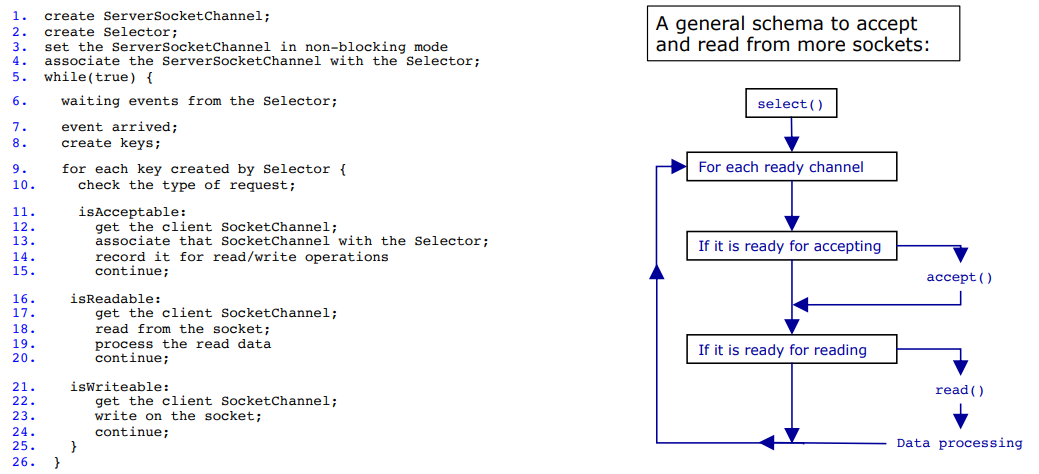 1. create ServerSocketChannel;
2. create Selector;
3. set the ServerSocketChannel in non-blocking mode
4. associate the ServerSocketChannel with the Selector;
5. while(true) {
6. waiting events from the Selector;
7. event arrived;
8. create keys;
9. for each key created by Selector {
10. check the type of request;
11. isAcceptable:
12. get the client SocketChannel;
13. associate that SocketChannel with the Selector;
14. record it for read/write operations
15. continue;
16. isReadable:
17. get the client SocketChannel;
18. read from the socket;
19. process the read data
20. continue;
21. isWriteable:
22. get the client SocketChannel;
23. write on the socket;
24. continue;
25. }
26. }
A general schema to accept
and read from more sockets:
select()
For each ready channel
If it is ready for accepting
accept()
If it is ready for reading
read()
Data processing